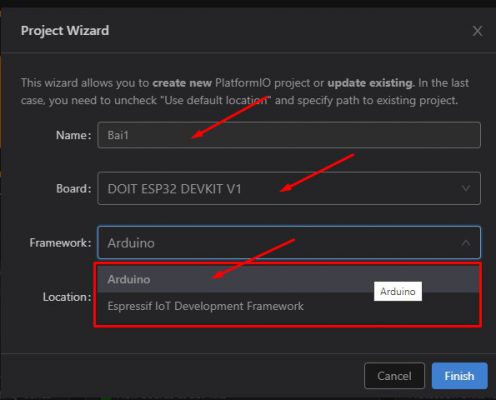 Project Wizard
This wizard allows you to create new PlatformIO project or update existing. In the last
case, you need to uncheck "Use default location" and specify path to existing project.
Name: Bai1
Board: DOIT ESP32 DEVKIT V1
Framework: Arduino
Arduino
Arduino
Location:
Espressif IoT Development Framework
Cancel Finish